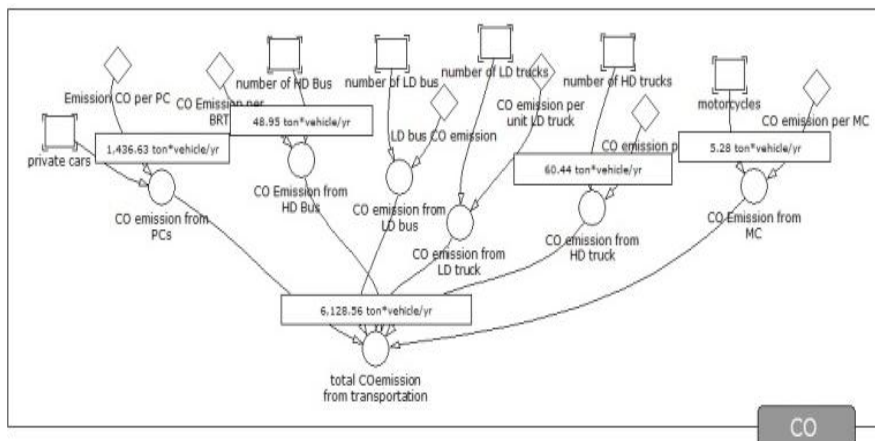 Emission CO per PC
private cars
1,436.63 ton*vehicle/yr
CO emission from
PCs
number of HD Bus
CO Emission per
BRT
48.95 ton*vehicle/yr
CO Emission from
HD Bus
number of LD bus
LD bus CO emission
CO emission from
LD bus
number of LD trucks
CO emission per
unit LD truck
CO emission from
LD truck
number of HD trucks
CO emission
60.44 ton*vehicle/yr
CO emission from
HD truck
motorcycles
CO emission per MC
5.28 ton*vehicle/yr
CO Emission from
MC
6,128.56 ton*vehicle/yr
total COemission
from transportation
CO